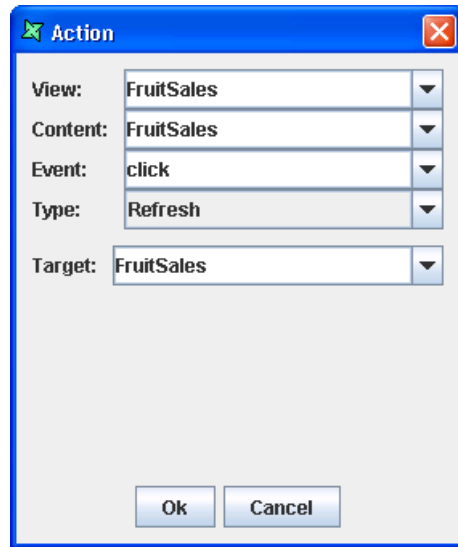 Action
View: FruitSales
Content: FruitSales
Event: click
Type: Refresh
Target: FruitSales
Ok Cancel